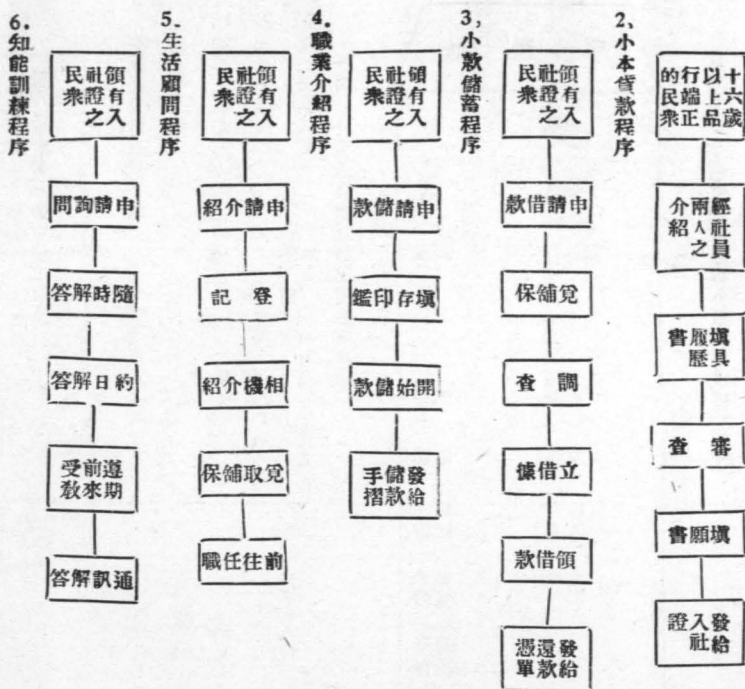 十六歲
以上品
行端正
的民衆
經社員
兩人之
介紹
填具
履歷
書
審查
填願書
發給
入社
證
2、小本貸款程序
領有入
社證之
民衆
申請借款
覓舖保
調查
立借據
領借款
發給
還款
憑單
3,小款儲蓄程序
領有入
社證之
民衆
申請儲款
填存印鑑
開始儲款
發給
儲款
手摺
4.職業介紹程序
領有入
社證之
民衆
申請介紹
登記
相機介紹
覓取舖保
前往任職
5.生活顧問程序
領有入
社證之
民衆
申請詢問
隨時解答
約日解答
遵期
前來
受敎
通訊解答
6.知能訓練程序